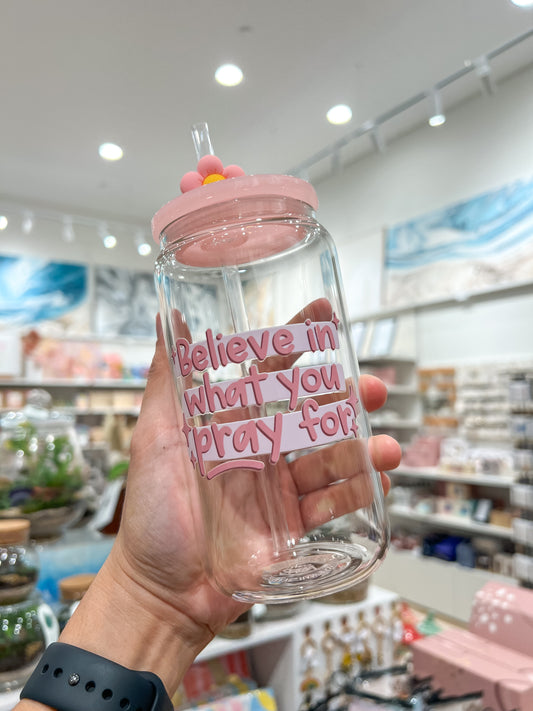 Believe in
what you
pray for